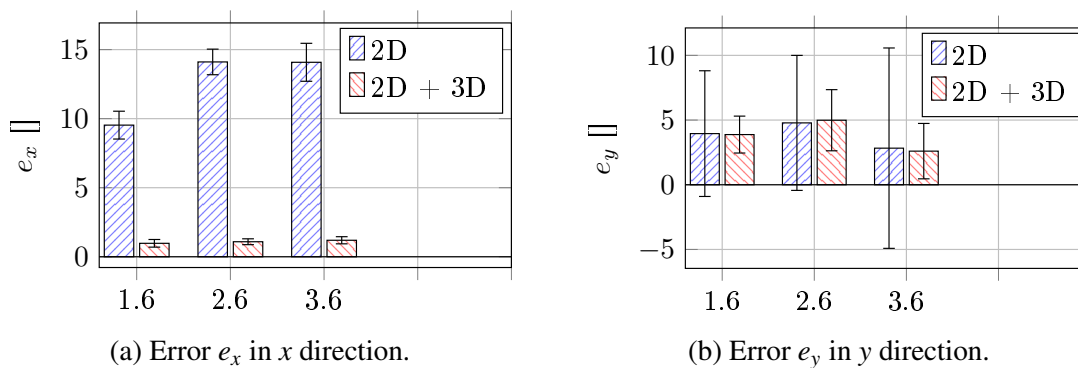 15
10
5
0
e_x []
1.6 2.6 3.6
2D
2D + 3D
(a) Error e_x in x direction.
10
5
0
−5
e_y []
1.6 2.6 3.6
2D
2D + 3D
(b) Error e_y in y direction.